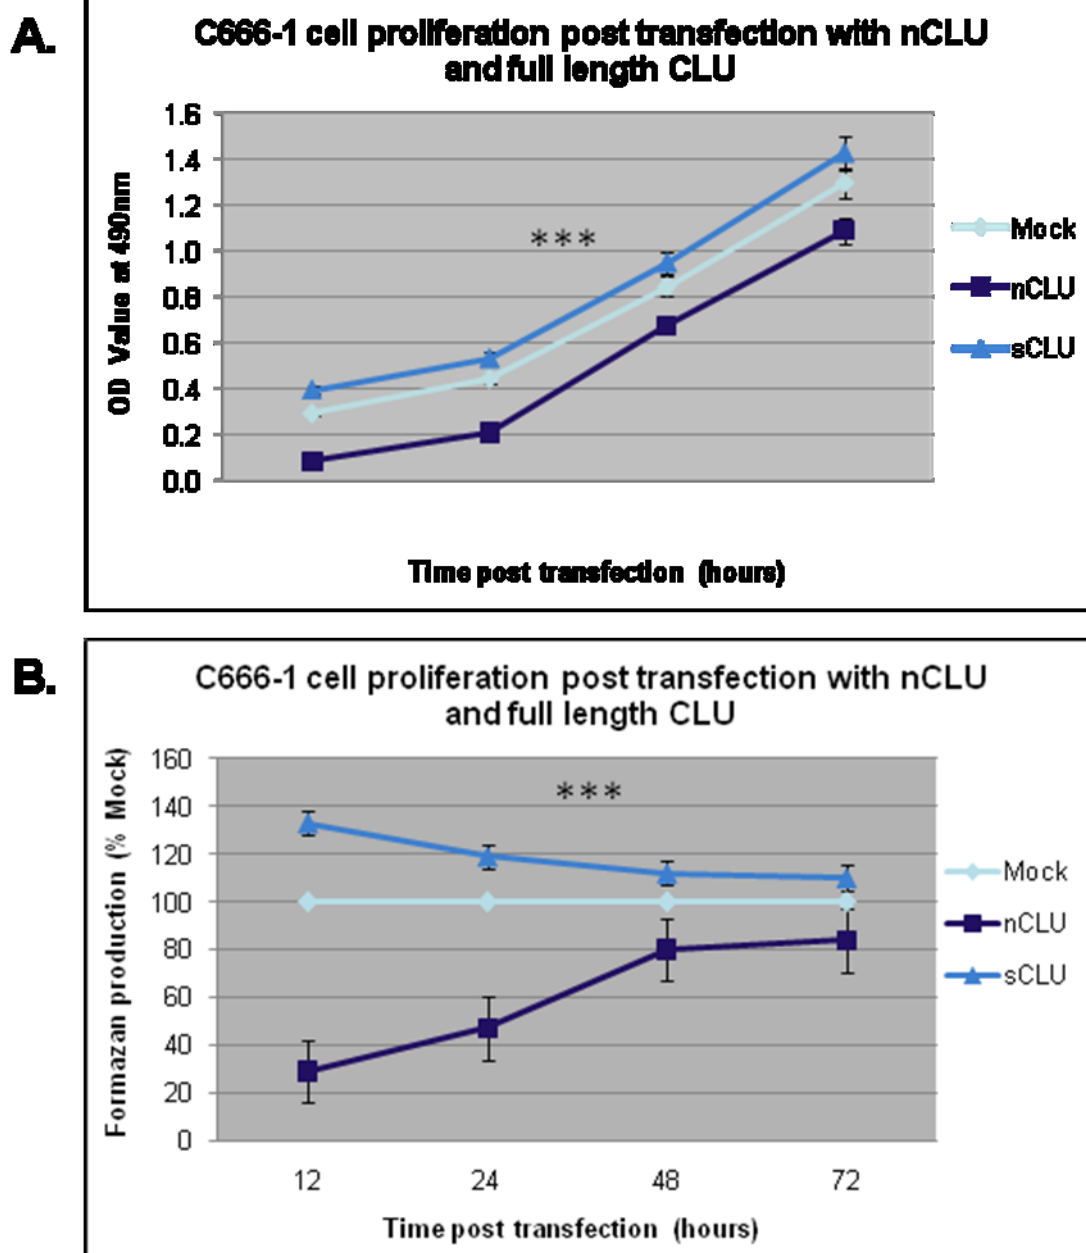 A.
C666-1 cell proliferation post transfection with nCLU
and full length CLU
OD Value at 490nm
1.6
1.4
1.2
1.0
0.8
0.6
0.4
0.2
0.0
***
Mock
nCLU
sCLU
Time post transfection (hours)
B.
C666-1 cell proliferation post transfection with nCLU
and full length CLU
Formazan production (% Mock)
160
140
120
100
80
60
40
20
0
***
Mock
nCLU
sCLU
12 24 48 72
Time post transfection (hours)